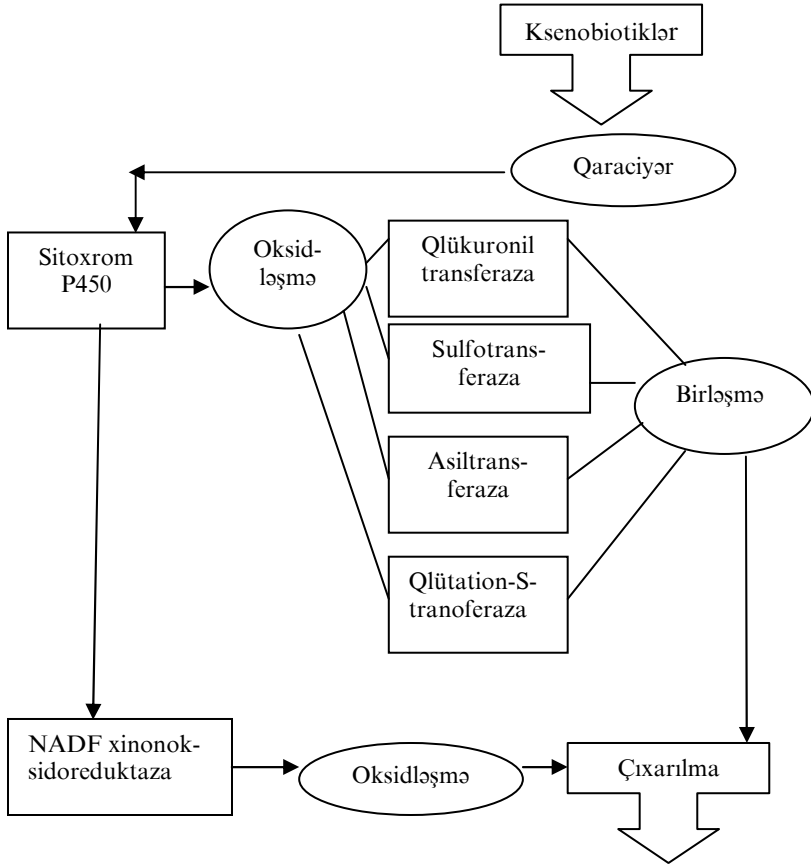 Ksenobiotiklər
Qaraciyər
Sitoxrom
P450
Oksid-
ləşmə
Qlükuronil
transferaza
Sulfotrans-
feraza
Birləşmə
Asiltrans-
feraza
Qlütation-S-
tranoferaza
NADF xinonok-
sidoreduktaza
Oksidləşmə
Çıxarılma